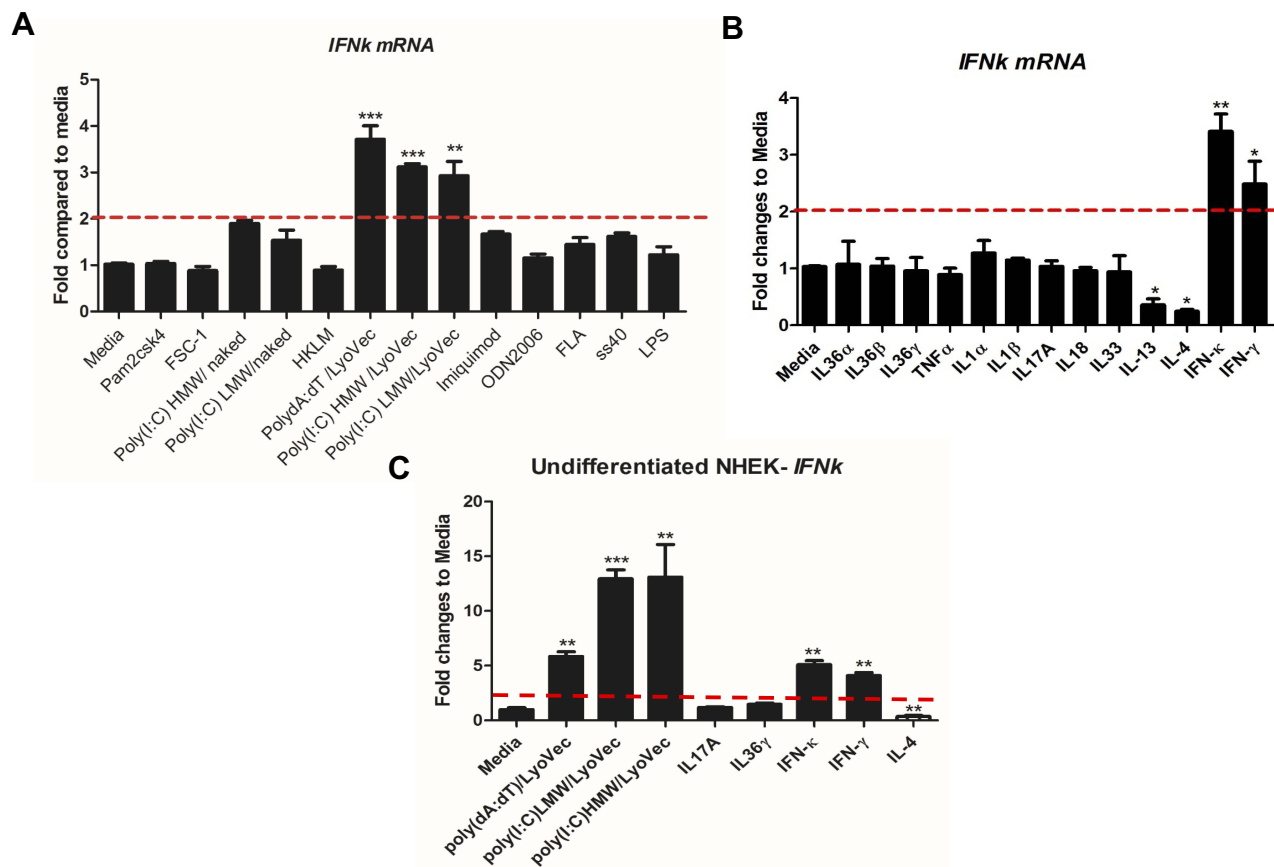 A
IFNk mRNA
Fold compared to media
5
4
3
2
1
0
***
***
**
Media
Pam2csk4
FSC-1
Poly(I:C) HMW/ naked
Poly(I:C) LMW/naked
HKLM
PolydA:dT /LyoVec
Poly(I:C) HMW /LyoVec
Poly(I:C) LMW/LyoVec
Imiquimod
ODN2006
FLA
ss40
LPS
B
IFNk mRNA
Fold changes to Media
4
3
2
1
0
*
*
**
*
Media
IL36α
IL36β
IL36γ
TNFα
IL1α
IL1β
IL17A
IL18
IL33
IL-13
IL-4
IFN-κ
IFN-γ
C
Undifferentiated NHEK- IFNk
Fold changes to Media
20
15
10
5
0
**
***
**
**
**
**
Media
poly(dA:dT)/LyoVec
poly(I:C)LMW/LyoVec
poly(I:C)HMW/LyoVec
IL17A
IL36γ
IFN-κ
IFN-γ
IL-4